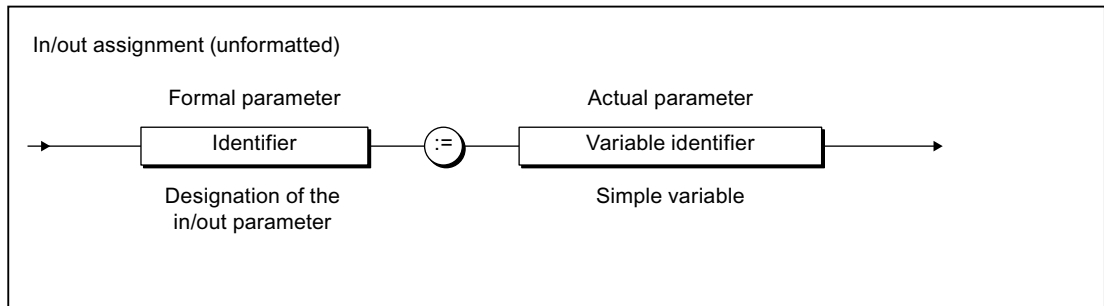 In/out assignment (unformatted)
Formal parameter
Actual parameter
Identifier
:=
Variable identifier
Designation of the
in/out parameter
Simple variable